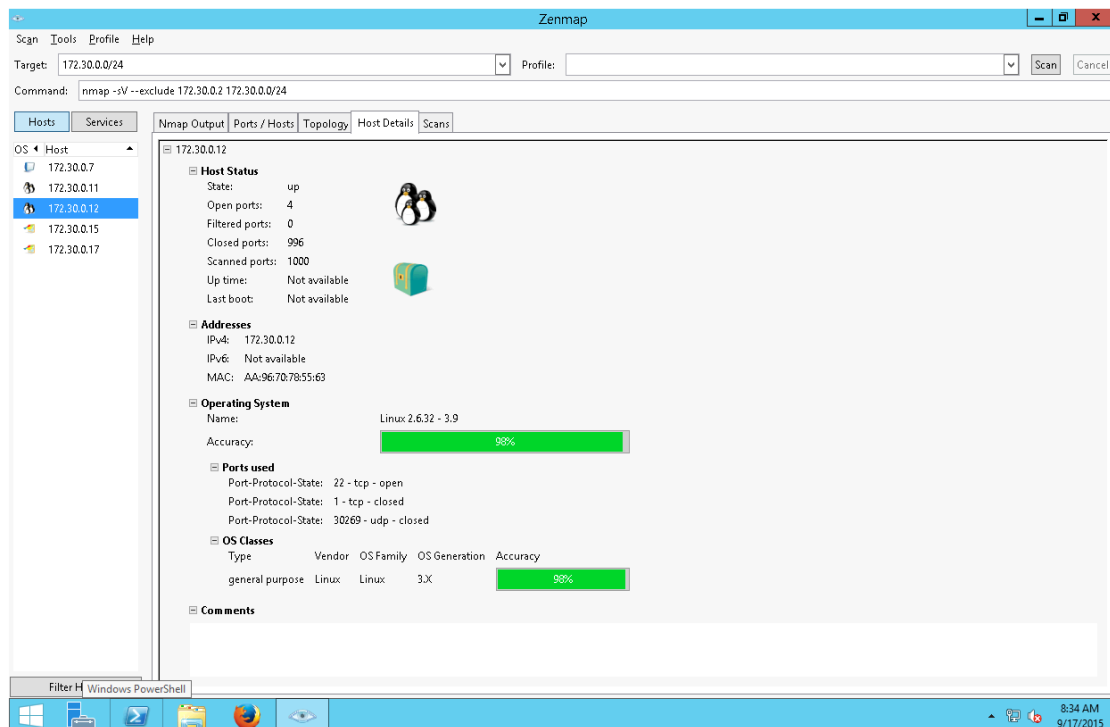 Zenmap
Scan Tools Profile Help
Target: 172.30.0.0/24 Profile: Scan Cancel
Command: nmap -sV --exclude 172.30.0.2 172.30.0.0/24
Hosts Services Nmap Output Ports / Hosts Topology Host Details Scans
OS Host
172.30.0.7
172.30.0.11
172.30.0.12
172.30.0.15
172.30.0.17
172.30.0.12
Host Status
State: up
Open ports: 4
Filtered ports: 0
Closed ports: 996
Scanned ports: 1000
Up time: Not available
Last boot: Not available
Addresses
IPv4: 172.30.0.12
IPv6: Not available
MAC: AA:96:70:78:55:63
Operating System
Name: Linux 2.6.32 - 3.9
Accuracy: 98%
Ports used
Port-Protocol-State: 22 - tcp - open
Port-Protocol-State: 1 - tcp - closed
Port-Protocol-State: 30269 - udp - closed
OS Classes
Type Vendor OS Family OS Generation Accuracy
general purpose Linux Linux 3.X 98%
Comments
Filter H
Windows PowerShell
8:34 AM
9/17/2015